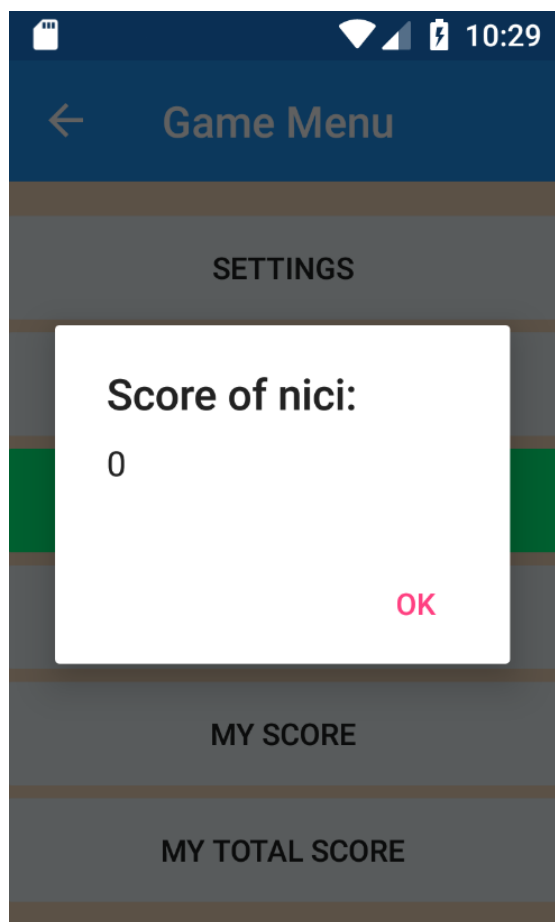 10:29
Game Menu
SETTINGS
Score of nici:
0
OK
MY SCORE
MY TOTAL SCORE